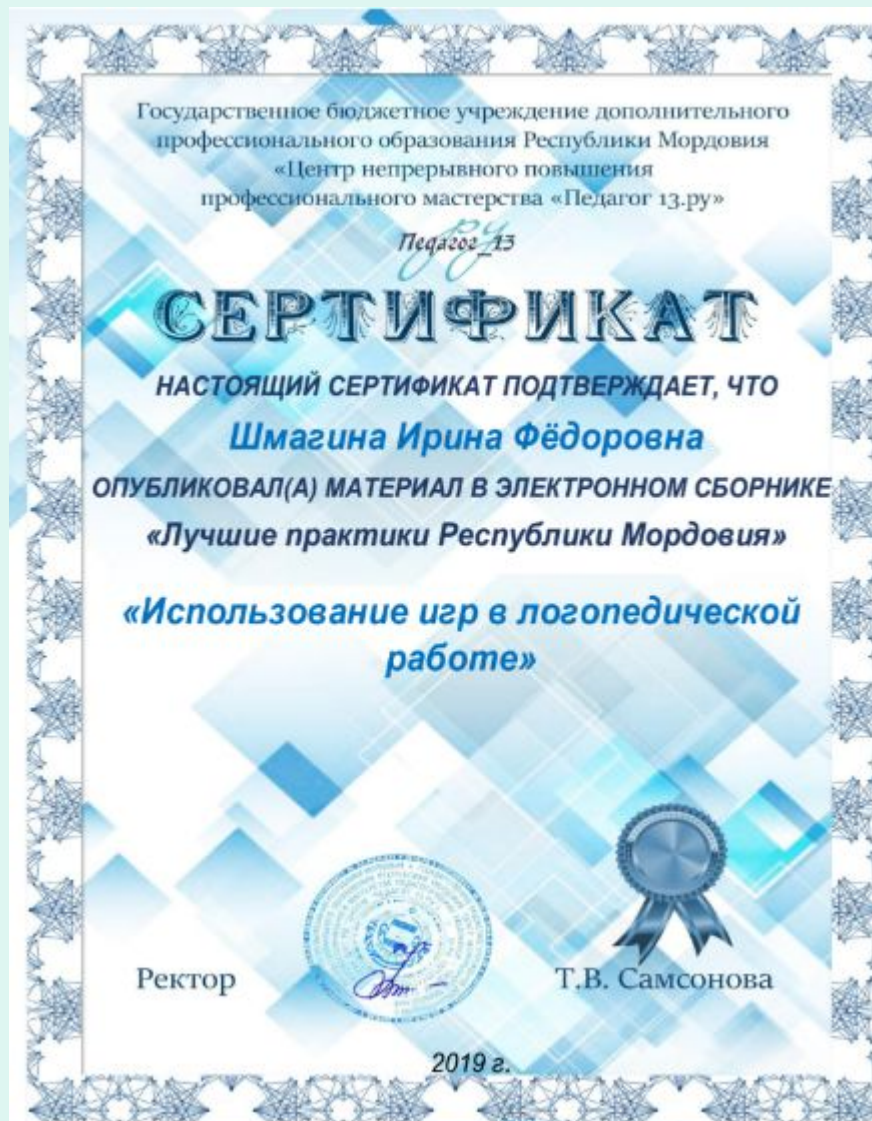 Государственное бюджетное учреждение дополнительного
профессионального образования Республики Мордовия
«Центр непрерывного повышения
профессионального мастерства «Педагог 13.ру»
Педагог_13
ру
СЕРТИФИКАТ
НАСТОЯЩИЙ СЕРТИФИКАТ ПОДТВЕРЖДАЕТ, ЧТО
Шмагина Ирина Фёдоровна
ОПУБЛИКОВАЛ(А) МАТЕРИАЛ В ЭЛЕКТРОННОМ СБОРНИКЕ
«Лучшие практики Республики Мордовия»
«Использование игр в логопедической
работе»
Ректор
Т.В. Самсонова
2019 г.